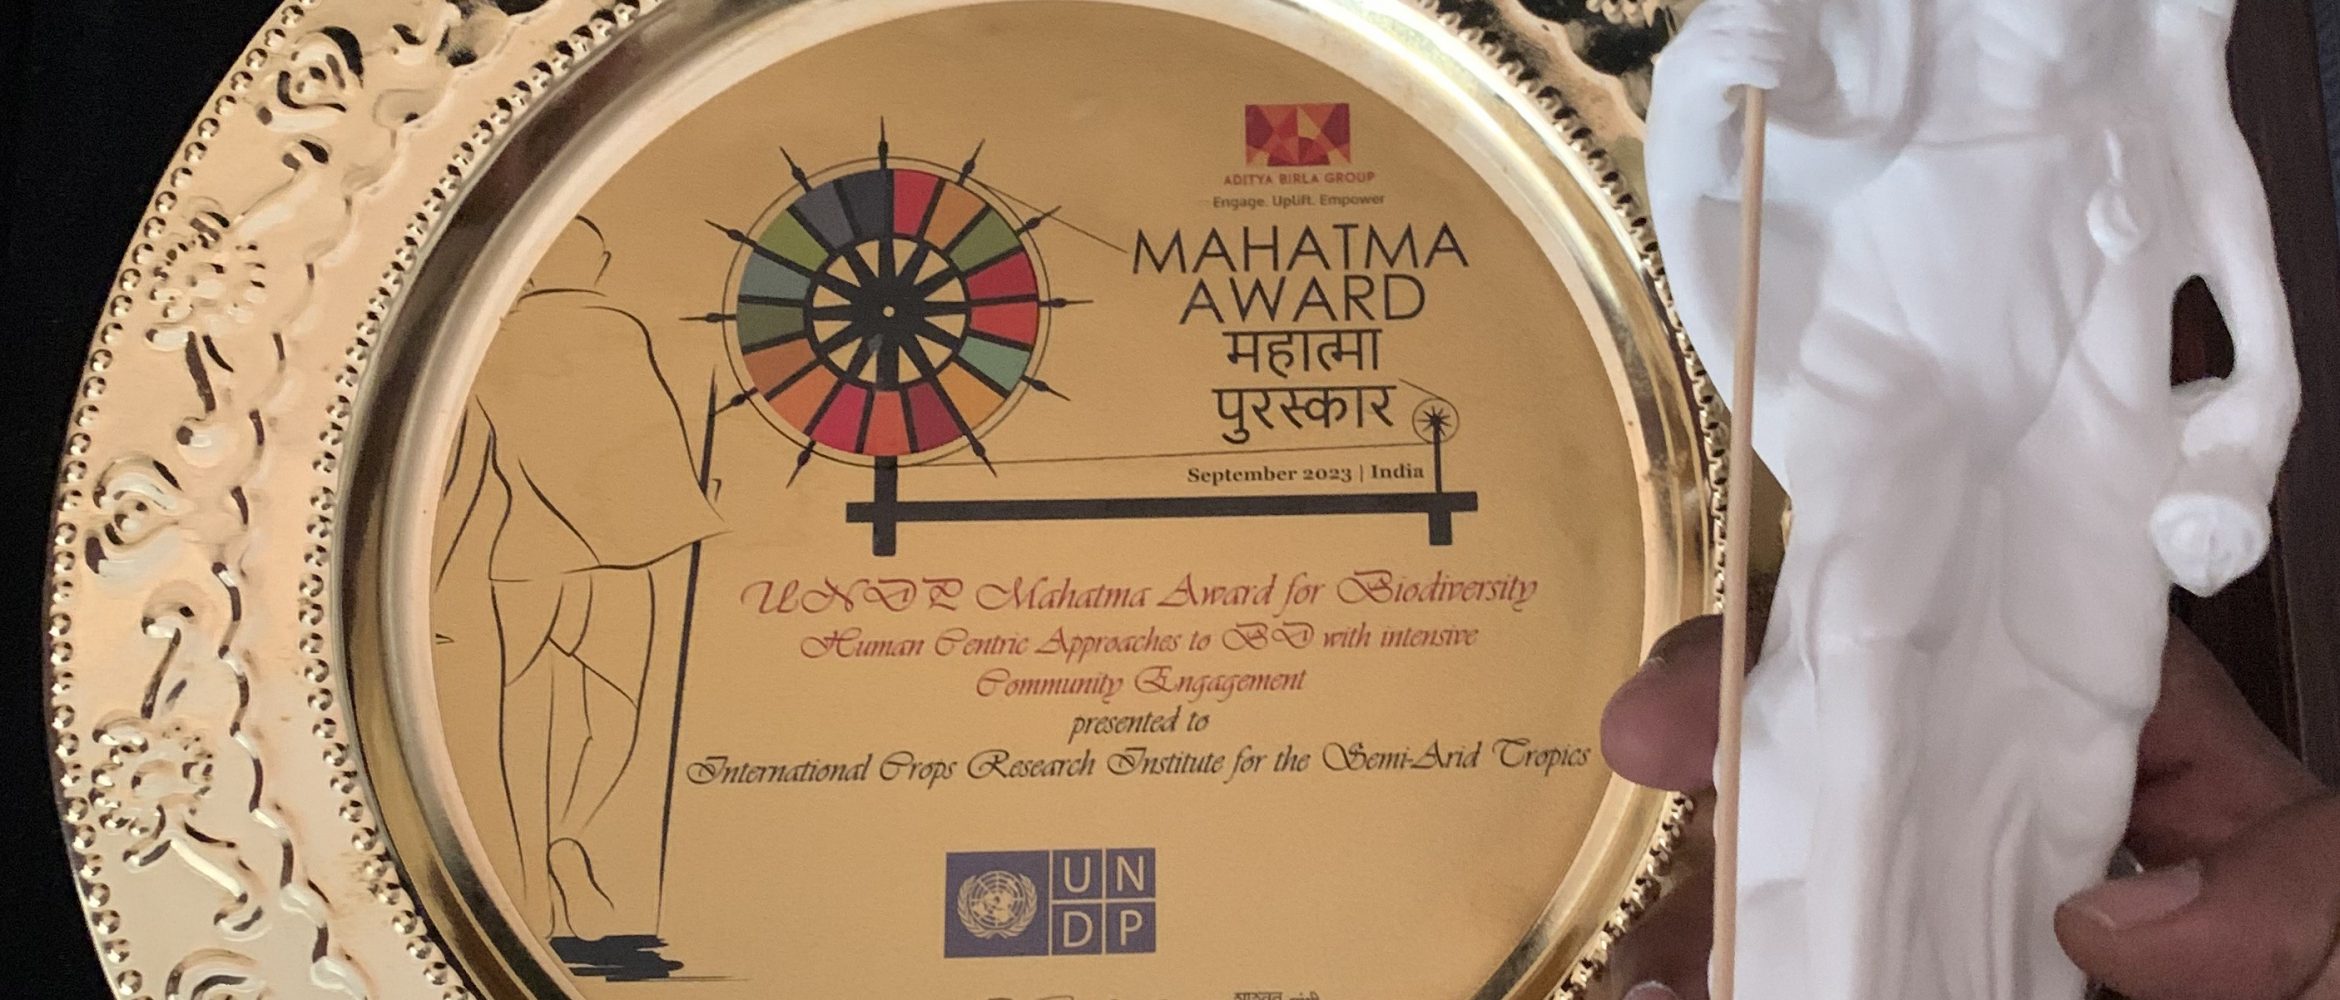 ADITYA BIRLA GROUP
Engage. Uplift. Empower
MAHATMA
AWARD
महात्मा
पुरस्कार
September 2023 | India
UNDP Mahatma Award for Biodiversity
Human Centric Approaches to BD with intensive
Community Engagement
presented to
International Crops Research Institute for the Semi-Arid Tropics
UN
DP